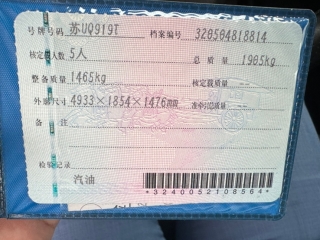 号牌号码 苏UQ919T 档案编号 320504818814
核定载人数 5人 总质量 1905kg
整备质量 1465kg 核定载质量 --
外廓尺寸 4933×1854×1476mm 准牵引总质量 --
备注
检验记录
汽油
*3240052108564*